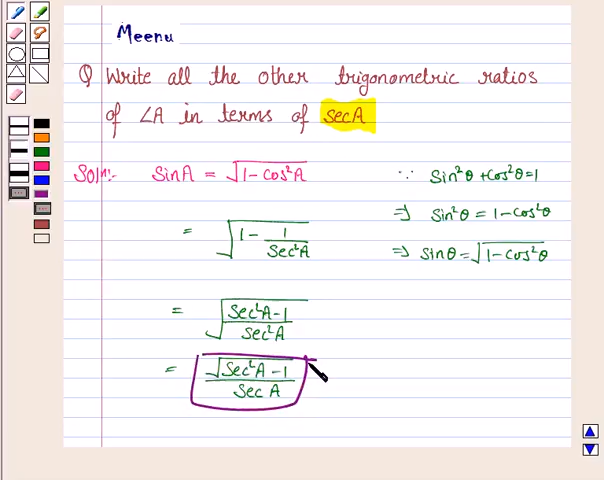 Meenu
Q Write all the other trigonometric ratios
of ∠A in terms of secA
Soln:- SinA = √(1 - Cos²A) ∵ Sin²θ + Cos²θ = 1
= √(1 - 1/Sec²A) ⇒ Sin²θ = 1 - Cos²θ
⇒ Sinθ = √(1 - Cos²θ)
= √((Sec²A - 1)/Sec²A)
= √(Sec²A - 1)/Sec A